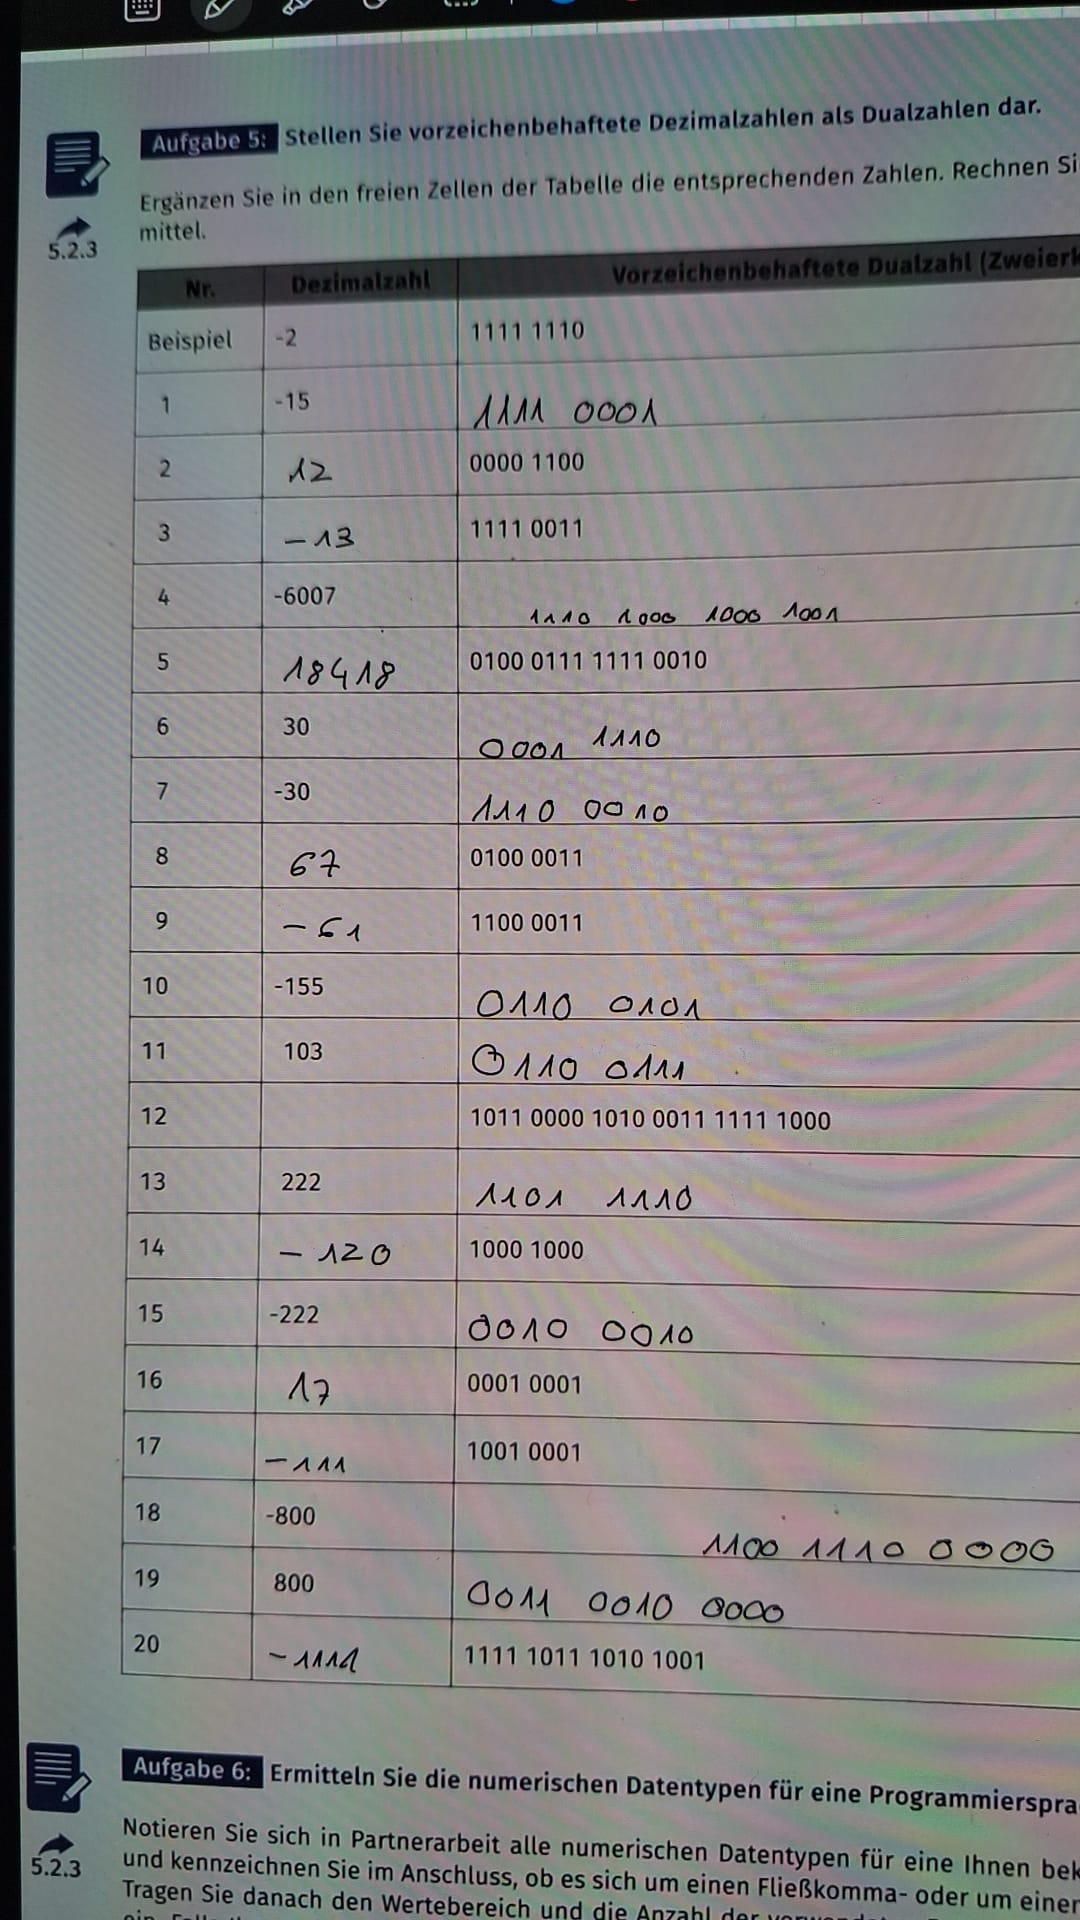 Aufgabe 5: Stellen Sie vorzeichenbehaftete Dezimalzahlen als Dualzahlen dar.
Ergänzen Sie in den freien Zellen der Tabelle die entsprechenden Zahlen. Rechnen Si
mittel.
5.2.3
Nr. Dezimalzahl Vorzeichenbehaftete Dualzahl (Zweierk
Beispiel -2 1111 1110
1 -15 1111 0001
2 12 0000 1100
3 -13 1111 0011
4 -6007 1110 1000 1000 1001
5 18418 0100 0111 1111 0010
6 30 0001 1110
7 -30 1110 0010
8 67 0100 0011
9 -61 1100 0011
10 -155 0110 0101
11 103 0110 0111
12 1011 0000 1010 0011 1111 1000
13 222 1101 1110
14 -120 1000 1000
15 -222 0010 0010
16 17 0001 0001
17 -111 1001 0001
18 -800 1100 1110 0000
19 800 0011 0010 0000
20 -1111 1111 1011 1010 1001
Aufgabe 6: Ermitteln Sie die numerischen Datentypen für eine Programmierspra
Notieren Sie sich in Partnerarbeit alle numerischen Datentypen für eine Ihnen bek
5.2.3
und kennzeichnen Sie im Anschluss, ob es sich um einen Fließkomma- oder um einen
Tragen Sie danach den Wertebereich und die Anzahl der